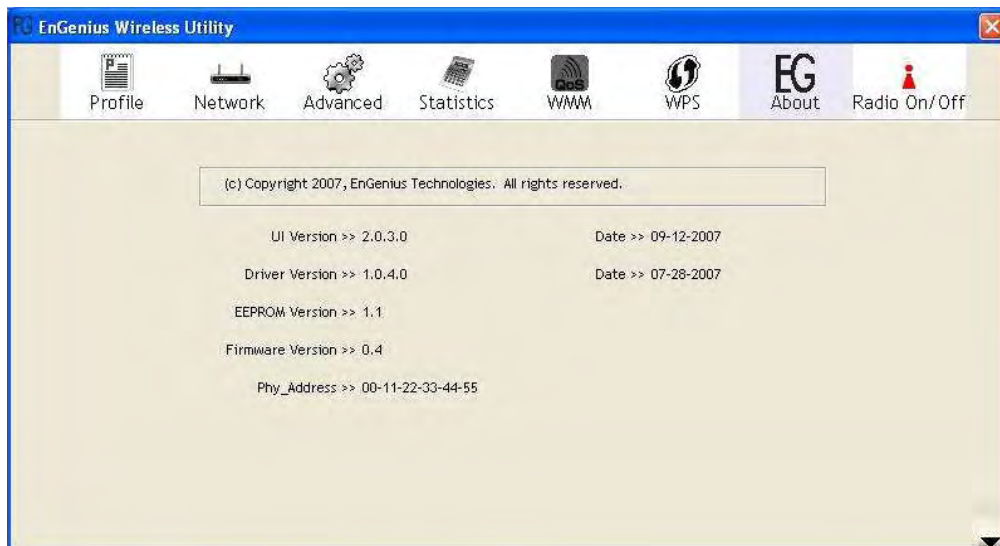 EG EnGenius Wireless Utility
Profile Network Advanced Statistics QoS WMM WPS EG About Radio On/Off
(c) Copyright 2007, EnGenius Technologies. All rights reserved.
UI Version >> 2.0.3.0 Date >> 09-12-2007
Driver Version >> 1.0.4.0 Date >> 07-28-2007
EEPROM Version >> 1.1
Firmware Version >> 0.4
Phy_Address >> 00-11-22-33-44-55